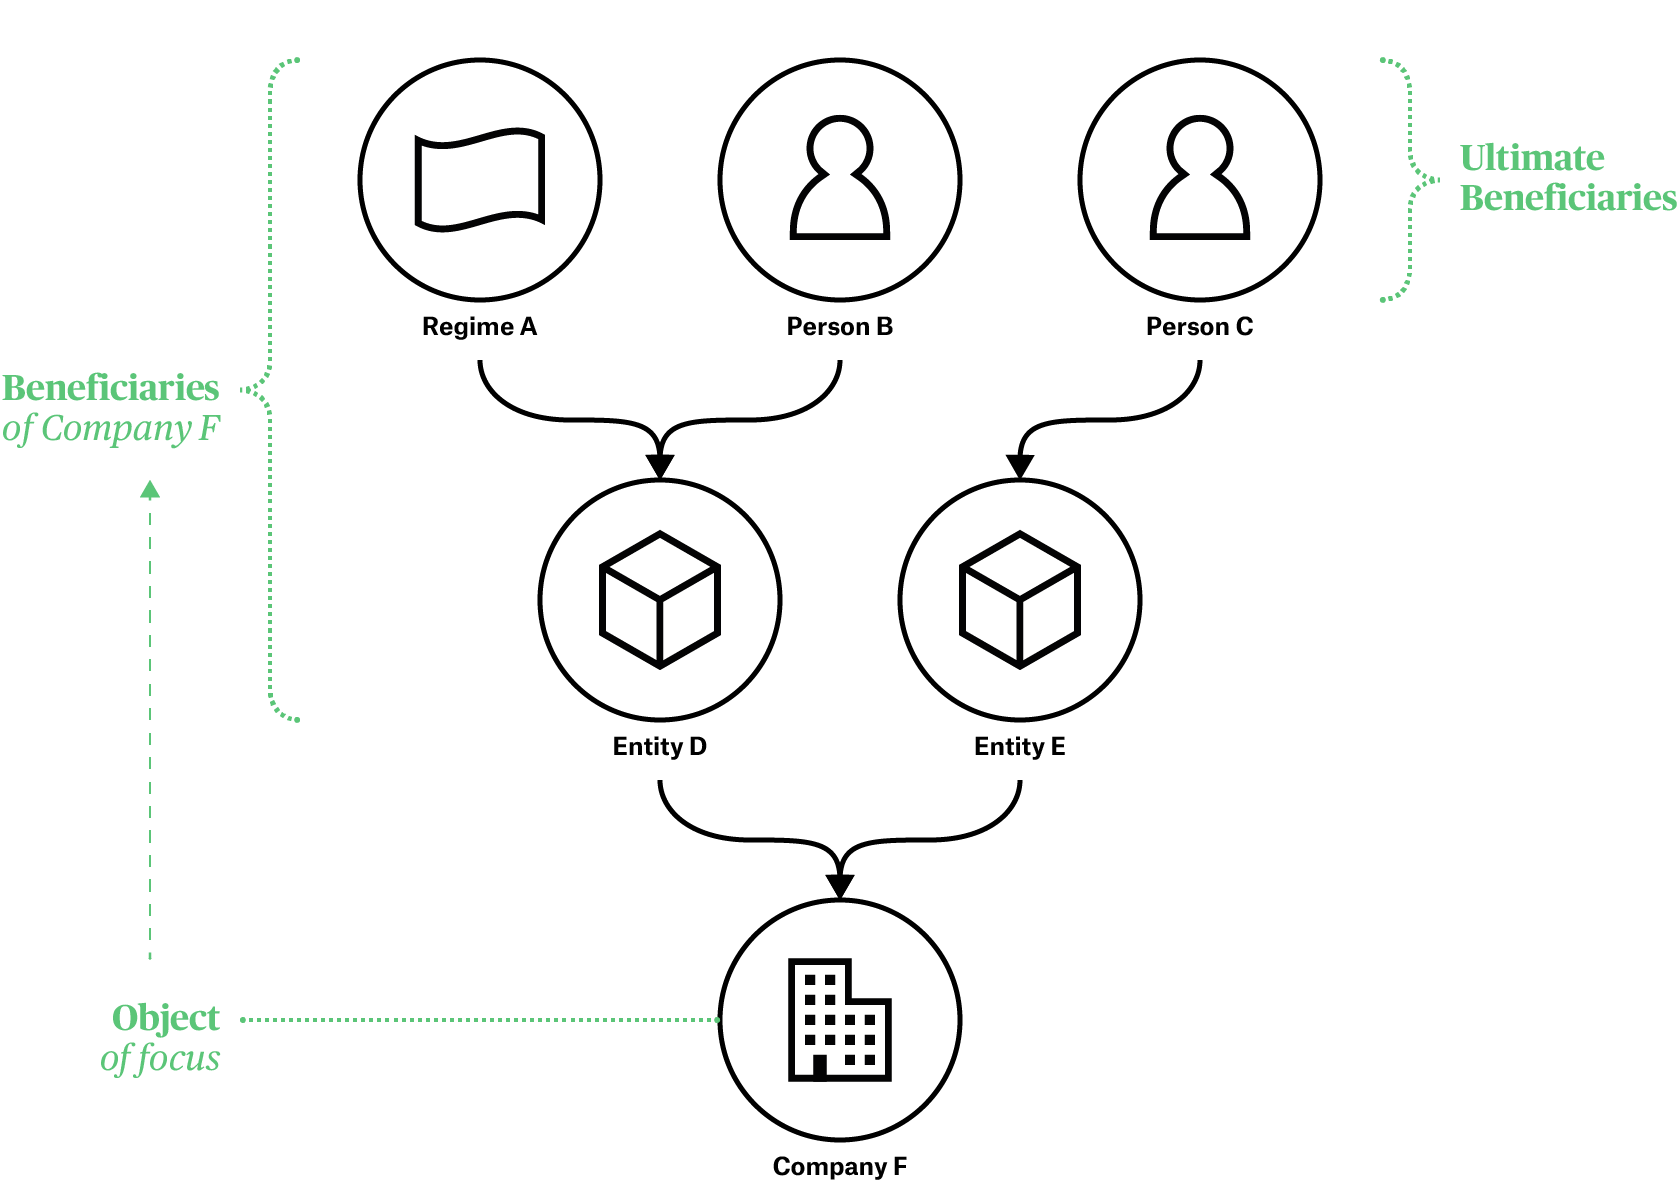 Regime A
Person B
Person C
Ultimate
Beneficiaries
Beneficiaries
of Company F
Entity D
Entity E
Object
of focus
Company F